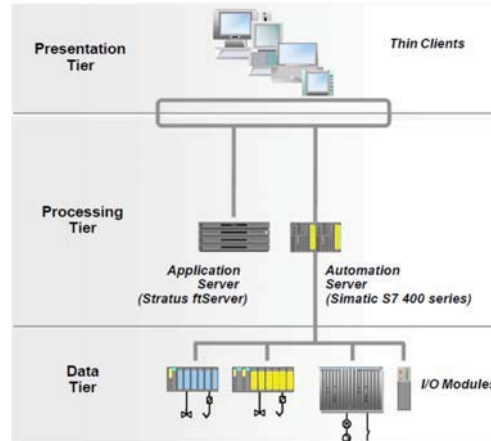 Presentation
Tier
Thin Clients
Processing
Tier
Application
Server
(Stratus ftServer)
Automation
Server
(Simatic S7 400 series)
Data
Tier
I/O Modules